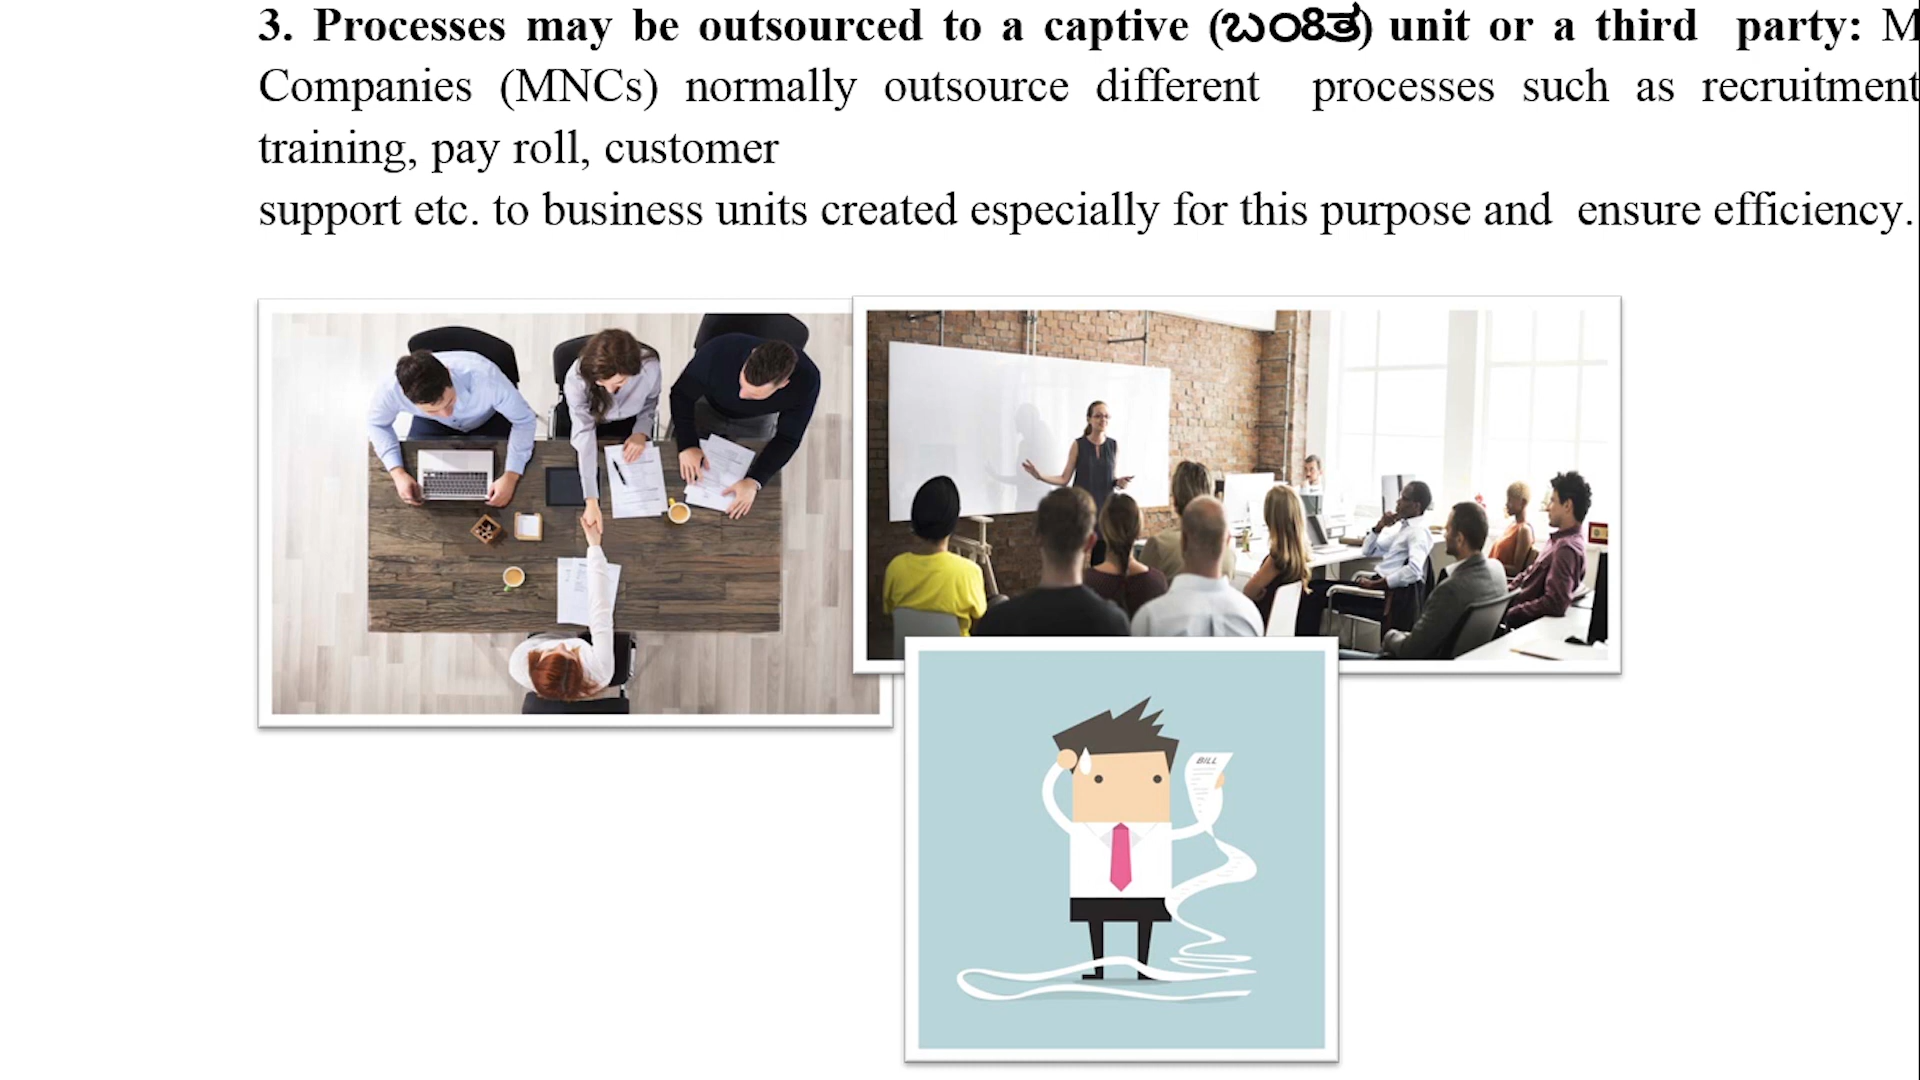 3. Processes may be outsourced to a captive (ಬಂ8ತ) unit or a third party: M
Companies (MNCs) normally outsource different processes such as recruitment
training, pay roll, customer
support etc. to business units created especially for this purpose and ensure efficiency.
BILL